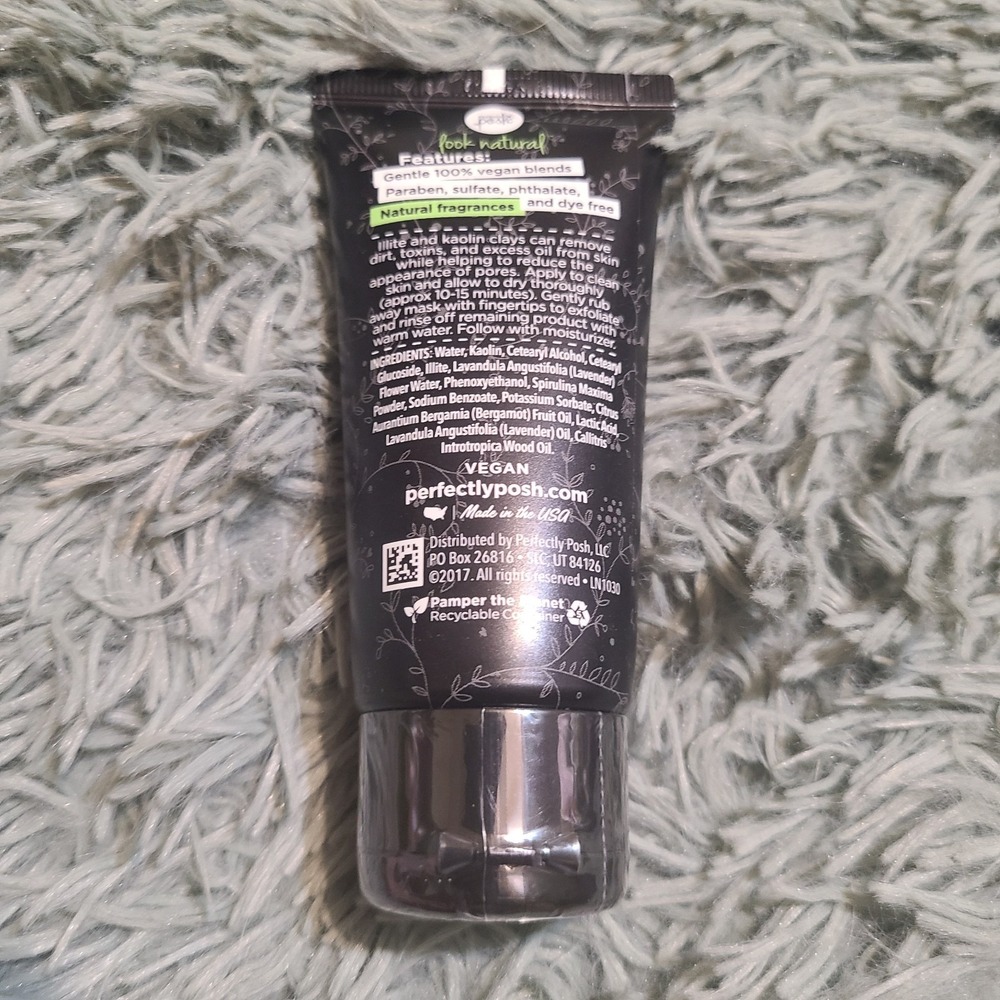 posh
look natural
Features:
Gentle 100% vegan blends
Paraben, sulfate, phthalate,
Natural fragrances and dye free
Illite and kaolin clays can remove
dirt, toxins, and excess oil from skin
while helping to reduce the
appearance of pores. Apply to clean
skin and allow to dry thoroughly
(approx 10-15 minutes). Gently rub
away mask with fingertips to exfoliate
and rinse off remaining product with
warm water. Follow with moisturizer.
INGREDIENTS: Water, Kaolin, Cetearyl Alcohol, Cetearyl
Glucoside, Illite, Lavandula Angustifolia (Lavender)
Flower Water, Phenoxyethanol, Spirulina Maxima
Powder, Sodium Benzoate, Potassium Sorbate, Citrus
Aurantium Bergamia (Bergamot) Fruit Oil, Lactic Acid,
Lavandula Angustifolia (Lavender) Oil, Callitris
Introtropica Wood Oil.
VEGAN
perfectlyposh.com
Made in the USA
Distributed by Perfectly Posh, LLC
PO Box 26816 • SLC, UT 84126
©2017. All rights reserved • LN1030
Pamper the Planet
Recyclable Container
5